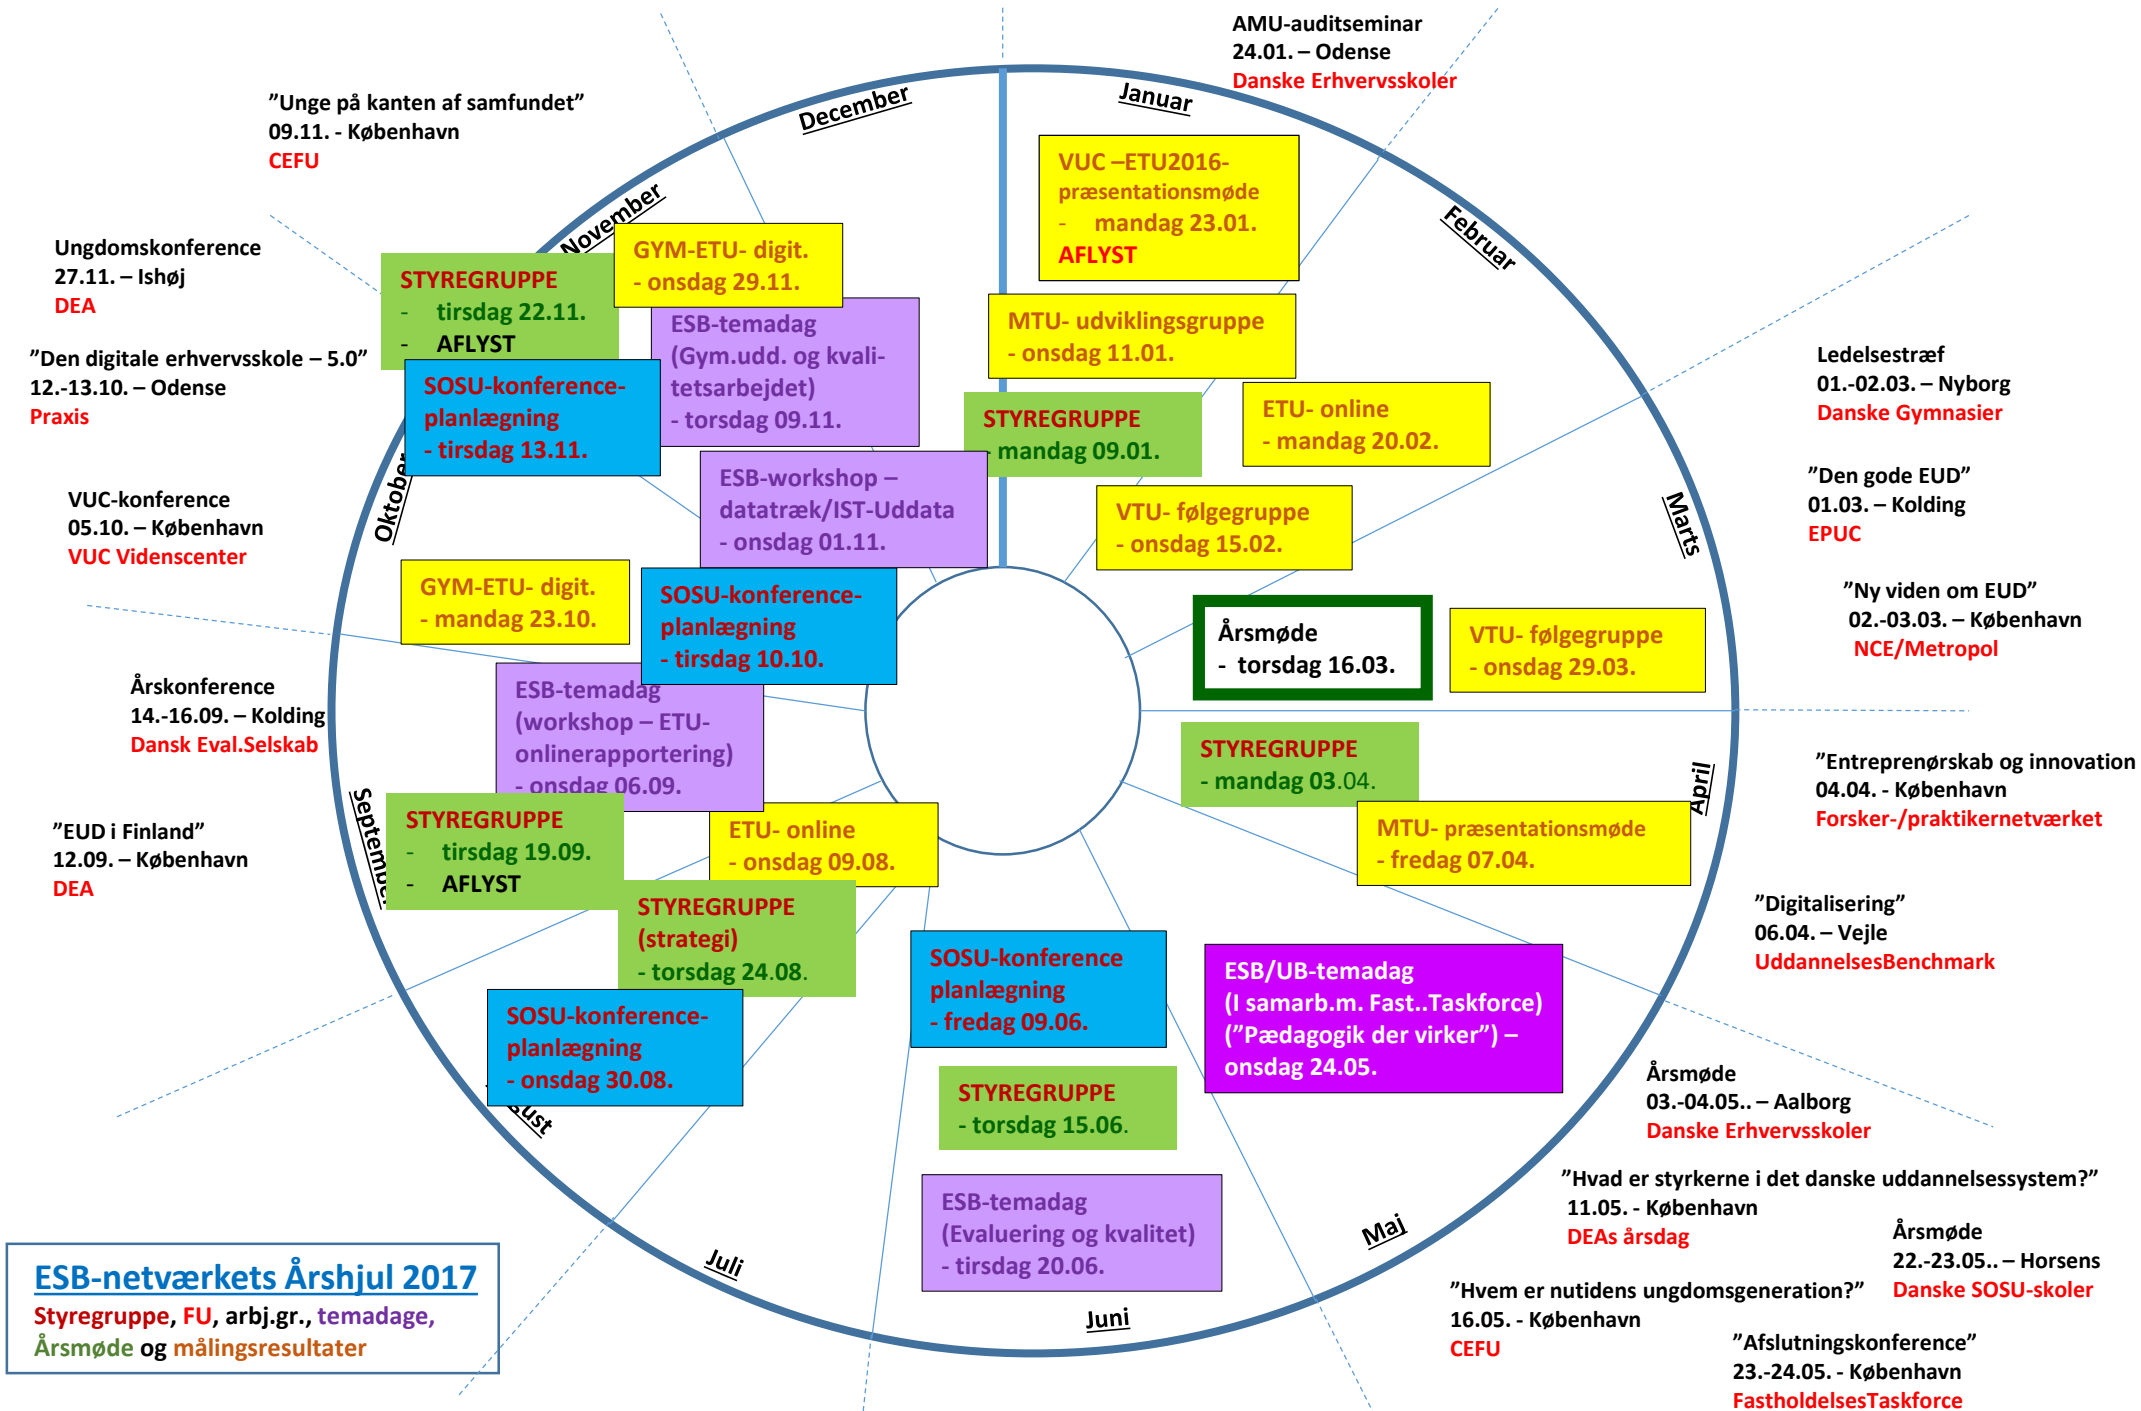 AMU-auditseminar
24.01. – Odense
Danske Erhvervsskoler
”Unge på kanten af samfundet”
09.11. - København
CEFU
December
Januar
November
Februar
VUC –ETU2016-
præsentationsmøde
- mandag 23.01.
AFLYST
Ungdomskonference
27.11. – Ishøj
DEA
GYM-ETU- digit.
- onsdag 29.11.
STYREGRUPPE
- tirsdag 22.11.
- AFLYST
ESB-temadag
(Gym.udd. og kvali-
tetsarbejdet)
- torsdag 09.11.
MTU- udviklingsgruppe
- onsdag 11.01.
”Den digitale erhvervsskole – 5.0”
12.-13.10. – Odense
Praxis
SOSU-konference-
planlægning
- tirsdag 13.11.
STYREGRUPPE
- mandag 09.01.
ETU- online
- mandag 20.02.
Ledelsestræf
01.-02.03. – Nyborg
Danske Gymnasier
Oktober
ESB-workshop –
datatræk/IST-Uddata
- onsdag 01.11.
VTU- følgegruppe
- onsdag 15.02.
Marts
”Den gode EUD”
01.03. – Kolding
EPUC
VUC-konference
05.10. – København
VUC Videnscenter
GYM-ETU- digit.
- mandag 23.10.
SOSU-konference-
planlægning
- tirsdag 10.10.
Årsmøde
- torsdag 16.03.
VTU- følgegruppe
- onsdag 29.03.
”Ny viden om EUD”
02.-03.03. – København
NCE/Metropol
Årskonference
14.-16.09. – Kolding
Dansk Eval.Selskab
ESB-temadag
(workshop – ETU-
onlinerapportering)
- onsdag 06.09.
STYREGRUPPE
- mandag 03.04.
April
”Entreprenørskab og innovation
04.04. - København
Forsker-/praktikernetværket
September
”EUD i Finland”
12.09. – København
DEA
STYREGRUPPE
- tirsdag 19.09.
- AFLYST
ETU- online
- onsdag 09.08.
MTU- præsentationsmøde
- fredag 07.04.
STYREGRUPPE
(strategi)
- torsdag 24.08.
”Digitalisering”
06.04. – Vejle
UddannelsesBenchmark
SOSU-konference
planlægning
- fredag 09.06.
ESB/UB-temadag
(I samarb.m. Fast..Taskforce)
(”Pædagogik der virker”) –
onsdag 24.05.
SOSU-konference-
planlægning
- onsdag 30.08.
gust
STYREGRUPPE
- torsdag 15.06.
Årsmøde
03.-04.05.. – Aalborg
Danske Erhvervsskoler
ESB-temadag
(Evaluering og kvalitet)
- tirsdag 20.06.
”Hvad er styrkerne i det danske uddannelsessystem?”
11.05. - København
DEAs årsdag
Maj
Juli
Juni
Årsmøde
22.-23.05.. – Horsens
Danske SOSU-skoler
”Hvem er nutidens ungdomsgeneration?”
16.05. - København
CEFU
”Afslutningskonference”
23.-24.05. - København
FastholdelsesTaskforce
ESB-netværkets Årshjul 2017
Styregruppe, FU, arbj.gr., temadage,
Årsmøde og målingsresultater